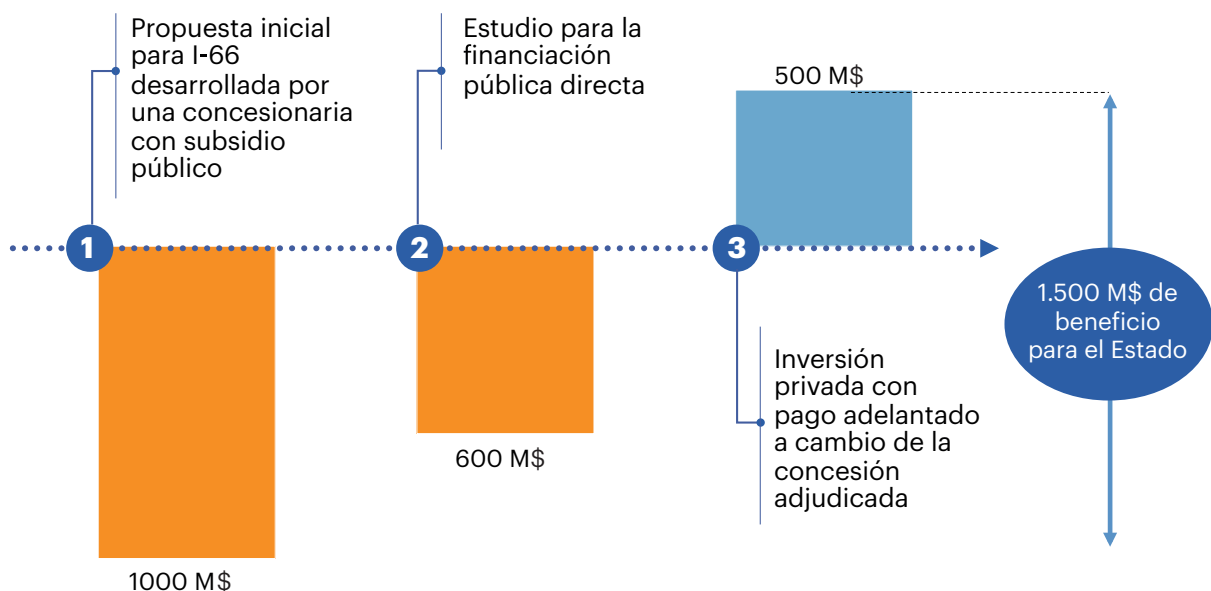 Propuesta inicial
para I-66
desarrollada por
una concesionaria
con subsidio
público
1
1000 M$
Estudio para la
financiación
pública directa
2
600 M$
500 M$
3
Inversión
privada con
pago adelantado
a cambio de la
concesión
adjudicada
1.500 M$ de
beneficio
para el Estado